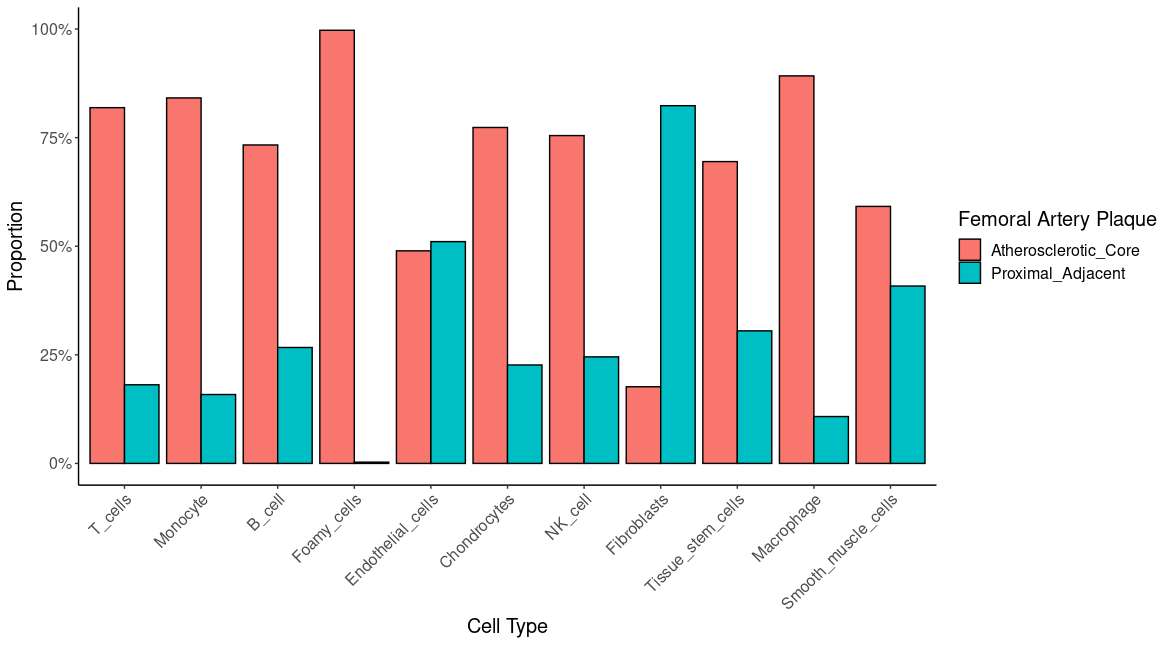 100%
75%
50%
25%
0%
Proportion
T_cells
Monocyte
B_cell
Foamy_cells
Endothelial_cells
Chondrocytes
NK_cell
Fibroblasts
Tissue_stem_cells
Macrophage
Smooth_muscle_cells
Cell Type
Femoral Artery Plaque
Atherosclerotic_Core
Proximal_Adjacent